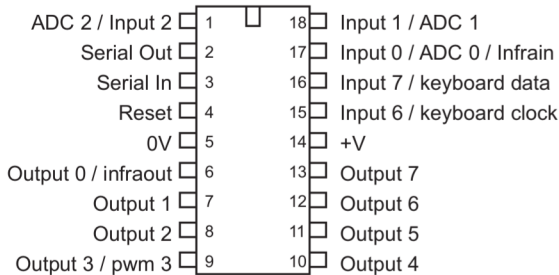 ADC 2 / Input 2 1 18 Input 1 / ADC 1
Serial Out 2 17 Input 0 / ADC 0 / Infrain
Serial In 3 16 Input 7 / keyboard data
Reset 4 15 Input 6 / keyboard clock
0V 5 14 +V
Output 0 / infraout 6 13 Output 7
Output 1 7 12 Output 6
Output 2 8 11 Output 5
Output 3 / pwm 3 9 10 Output 4